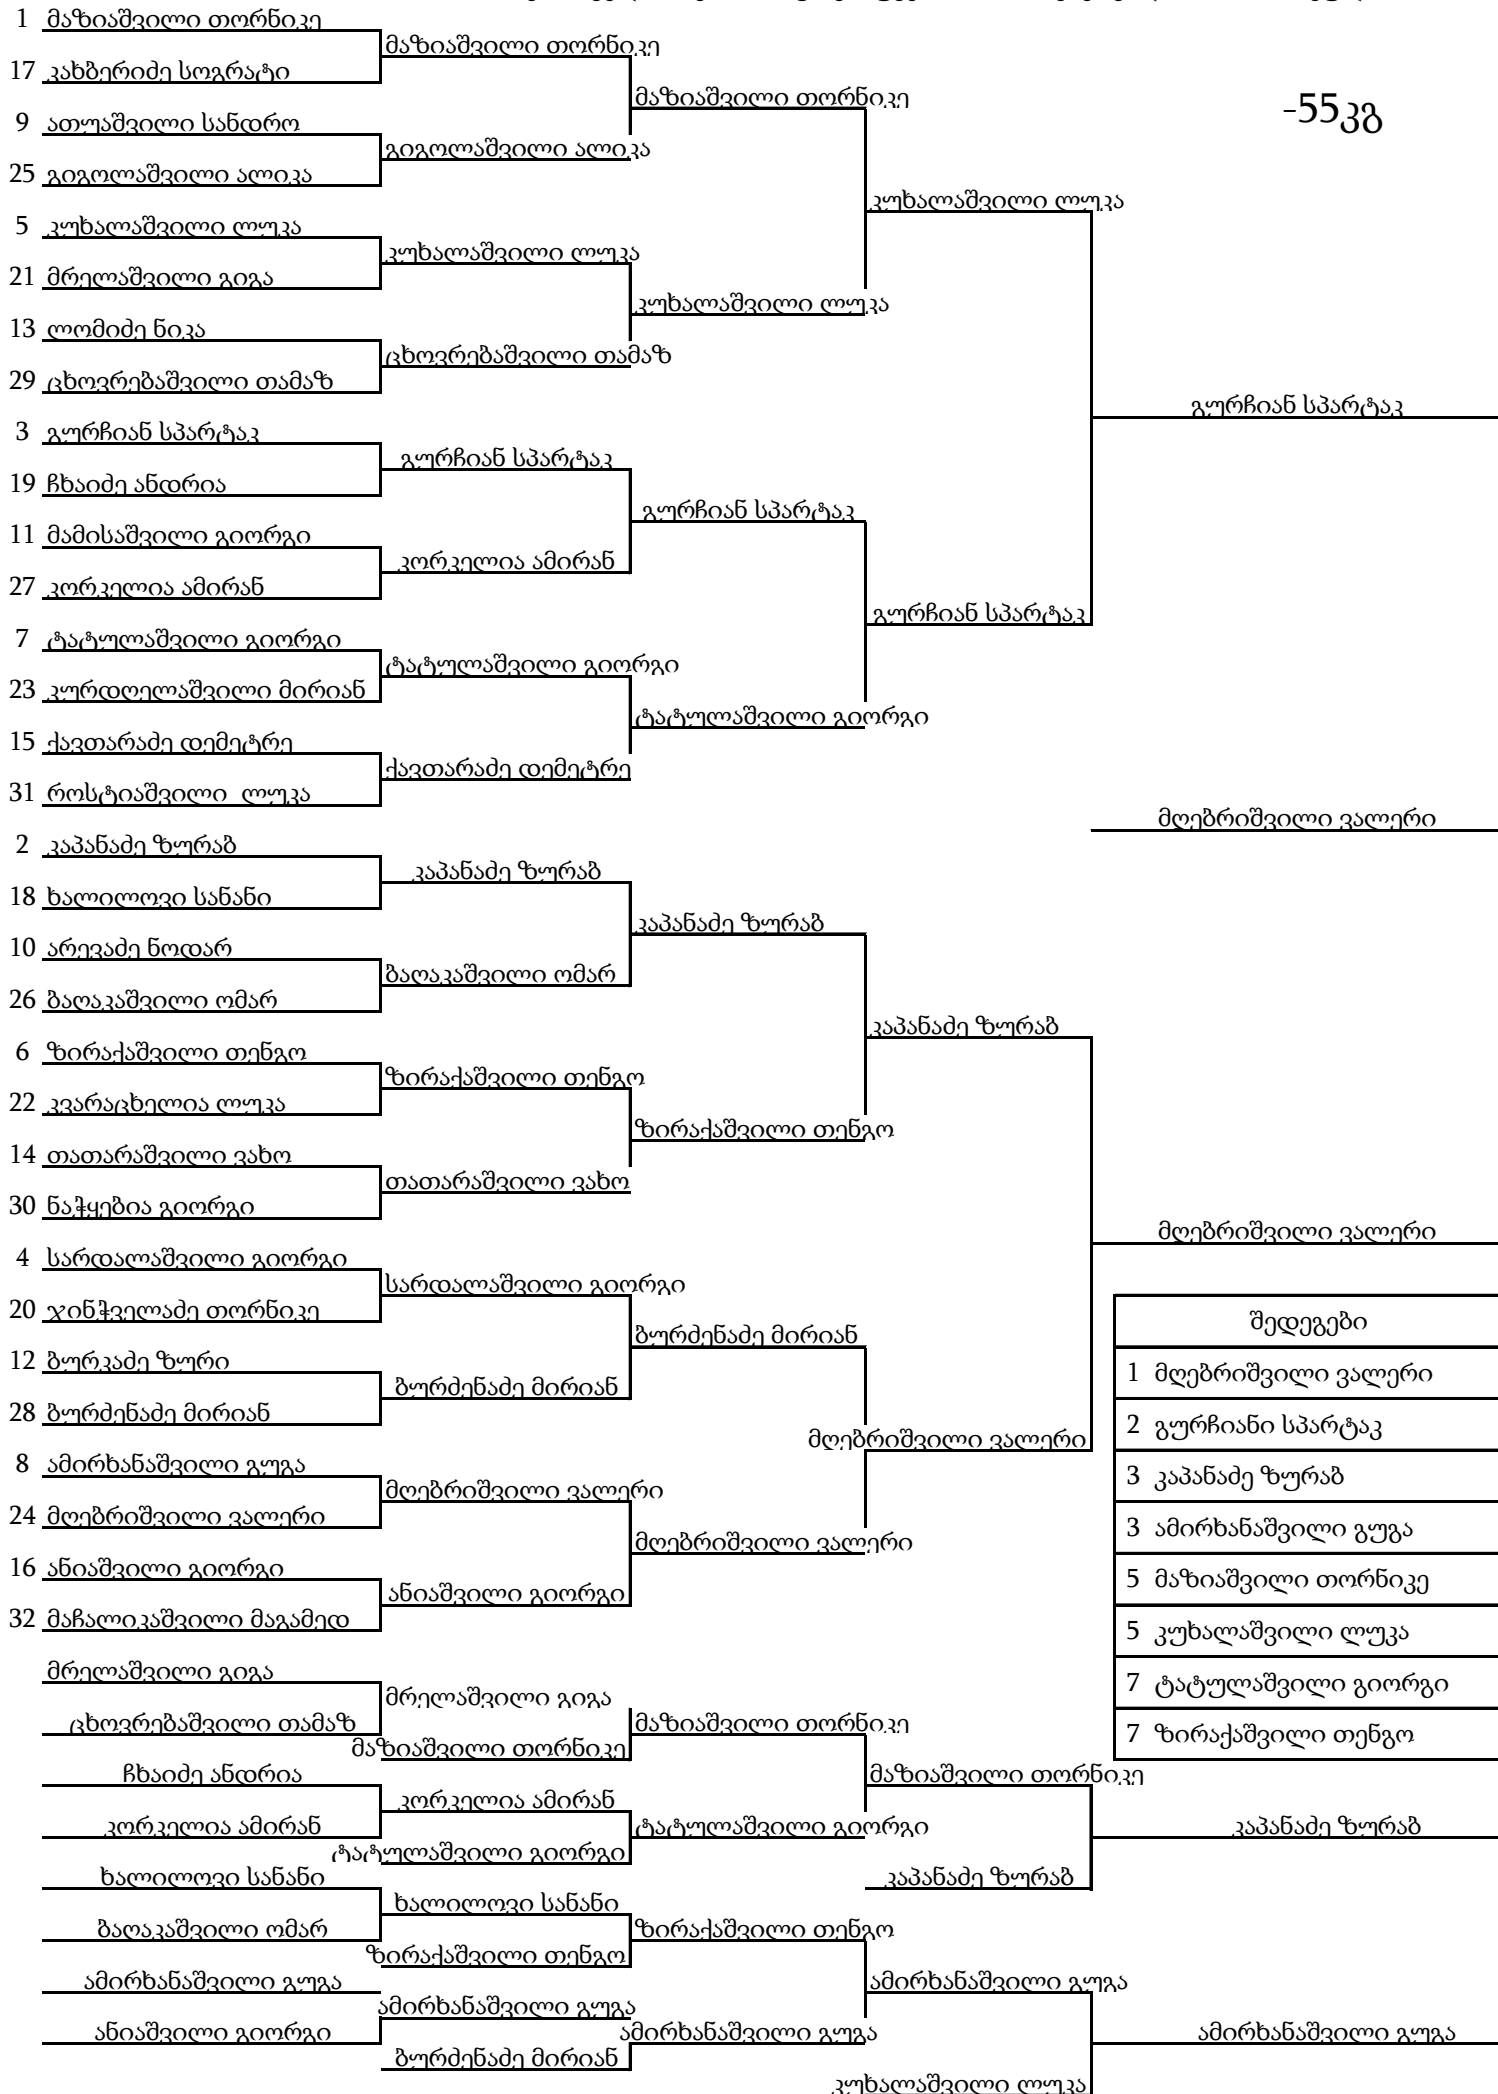 1 მაზიაშვილი თორნიკე
მაზიაშვილი თორნიკე
17 კახბერიძე სოგრატი
მაზიაშვილი თორნიკე
-55კგ
9 ათუაშვილი სანდრო
გიგოლაშვილი ალიკა
25 გიგოლაშვილი ალიკა
კუხალაშვილი ლუკა
5 კუხალაშვილი ლუკა
კუხალაშვილი ლუკა
21 მრელაშვილი გიგა
კუხალაშვილი ლუკა
13 ლომიძე ნიკა
ცხოვრებაშვილი თამაზ
29 ცხოვრებაშვილი თამაზ
გურჩიან სპარტაკ
3 გურჩიან სპარტაკ
გურჩიან სპარტაკ
19 ჩხაიძე ანდრია
გურჩიან სპარტაკ
11 მამისაშვილი გიორგი
კორკელია ამირან
27 კორკელია ამირან
გურჩიან სპარტაკ
7 ტატულაშვილი გიორგი
ტატულაშვილი გიორგი
23 კურდღელაშვილი მირიან
ტატულაშვილი გიორგი
15 ქავთარაძე დემეტრე
ქავთარაძე დემეტრე
31 როსტიაშვილი ლუკა
მღებრიშვილი ვალერი
2 კაპანაძე ზურაბ
კაპანაძე ზურაბ
18 ხალილოვი სანანი
კაპანაძე ზურაბ
10 არევაძე ნოდარ
ბაღაკაშვილი ომარ
26 ბაღაკაშვილი ომარ
კაპანაძე ზურაბ
6 ზირაქაშვილი თენგო
ზირაქაშვილი თენგო
22 კვარაცხელია ლუკა
ზირაქაშვილი თენგო
14 თათარაშვილი ვახო
თათარაშვილი ვახო
30 ნაჭყებია გიორგი
მღებრიშვილი ვალერი
4 სარდალაშვილი გიორგი
სარდალაშვილი გიორგი
20 ჯინჭველაძე თორნიკე
შედეგები
ბურძენაძე მირიან
12 ბურკაძე ზური
1 მღებრიშვილი ვალერი
ბურძენაძე მირიან
28 ბურძენაძე მირიან
2 გურჩიანი სპარტაკ
მღებრიშვილი ვალერი
8 ამირხანაშვილი გუგა
3 კაპანაძე ზურაბ
მღებრიშვილი ვალერი
24 მღებრიშვილი ვალერი
3 ამირხანაშვილი გუგა
მღებრიშვილი ვალერი
16 ანიაშვილი გიორგი
5 მაზიაშვილი თორნიკე
ანიაშვილი გიორგი
32 მაჩალიკაშვილი მაგამედ
5 კუხალაშვილი ლუკა
მრელაშვილი გიგა
7 ტატულაშვილი გიორგი
მრელაშვილი გიგა
ცხოვრებაშვილი თამაზ
მაზიაშვილი თორნიკე
7 ზირაქაშვილი თენგო
მაზიაშვილი თორნიკე
ჩხაიძე ანდრია
მაზიაშვილი თორნიკე
კორკელია ამირან
კორკელია ამირან
ტატულაშვილი გიორგი
კაპანაძე ზურაბ
ტატულაშვილი გიორგი
ხალილოვი სანანი
კაპანაძე ზურაბ
ხალილოვი სანანი
ბაღაკაშვილი ომარ
ზირაქაშვილი თენგო
ზირაქაშვილი თენგო
ამირხანაშვილი გუგა
ამირხანაშვილი გუგა
ამირხანაშვილი გუგა
ანიაშვილი გიორგი
ამირხანაშვილი გუგა
ამირხანაშვილი გუგა
ბურძენაძე მირიან
კუხალაშვილი ლუკა